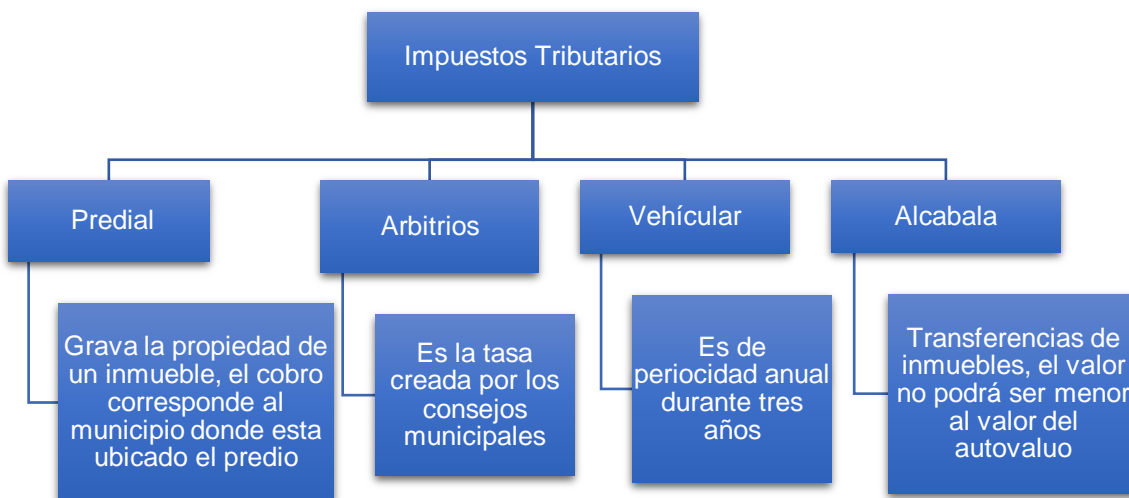 Impuestos Tributarios
Predial
Arbitrios
Vehícular
Alcabala
Grava la propiedad de
un inmueble, el cobro
corresponde al
municipio donde esta
ubicado el predio
Es la tasa
creada por los
consejos
municipales
Es de
periocidad anual
durante tres
años
Transferencias de
inmuebles, el valor
no podrá ser menor
al valor del
autovaluo